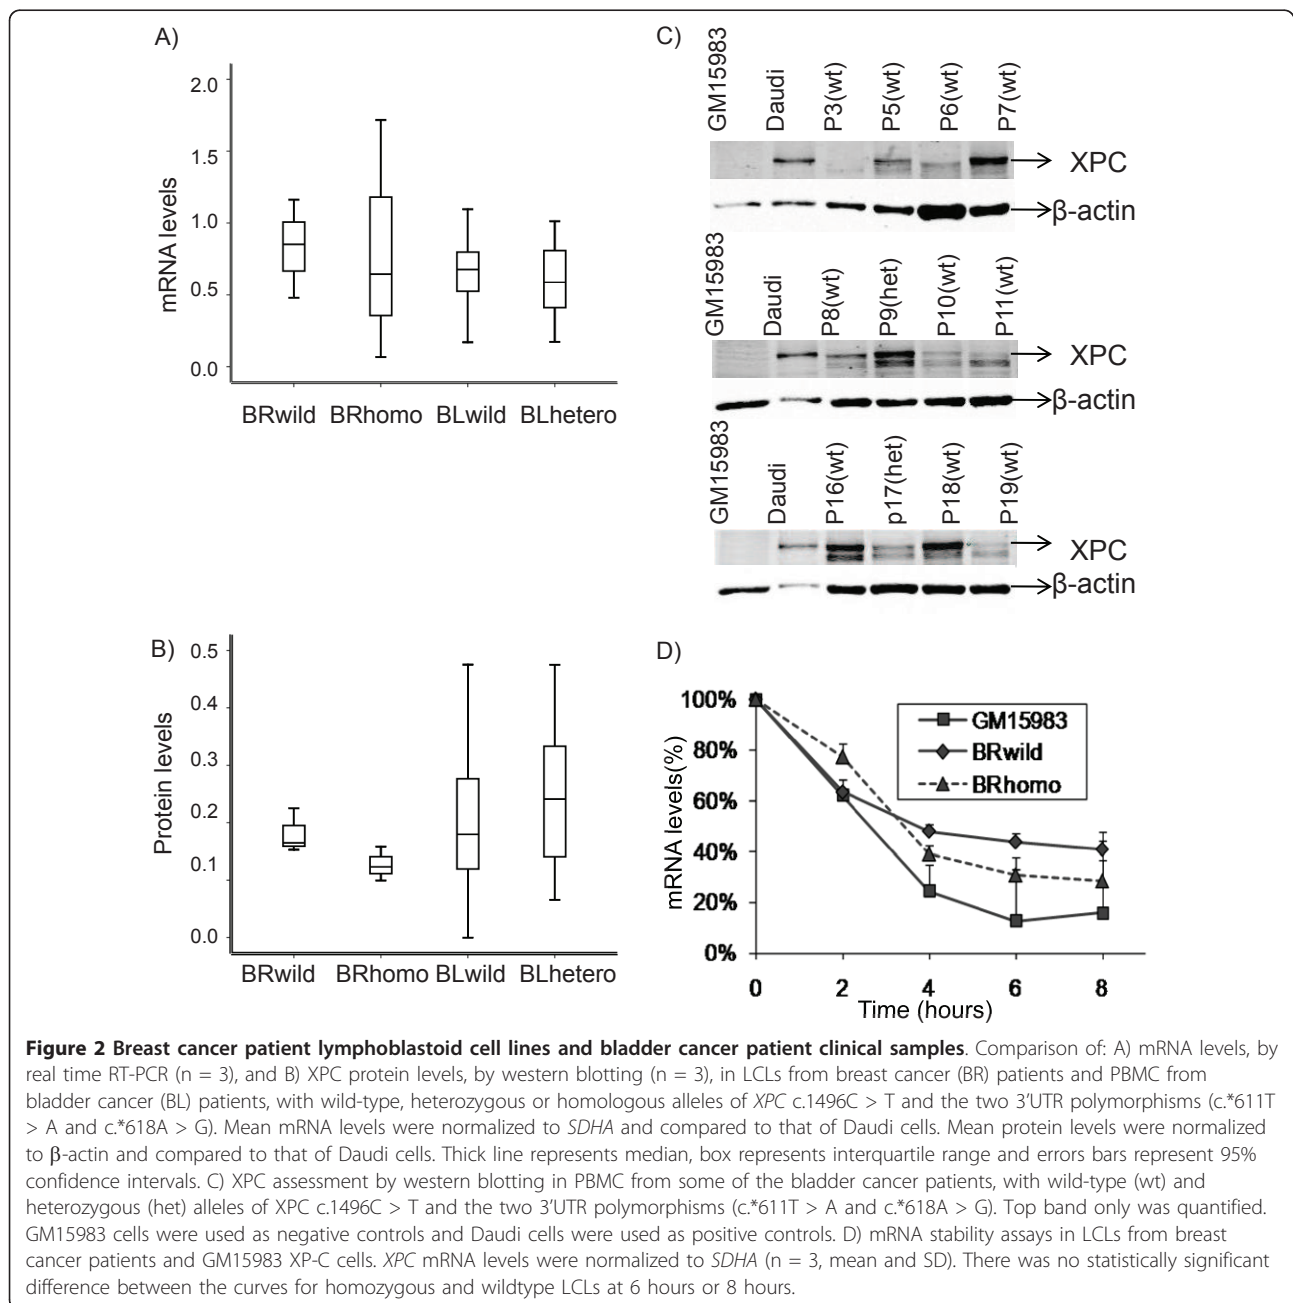 A)
2.0
1.5
1.0
0.5
0.0
mRNA levels
BRwild BRhomo BLwild BLhetero
B)
0.5
0.4
0.3
0.2
0.1
0.0
Protein levels
BRwild BRhomo BLwild BLhetero
C)
GM15983 Daudi P3(wt) P5(wt) P6(wt) P7(wt)
XPC
β-actin
GM15983 Daudi P8(wt) P9(het) P10(wt) P11(wt)
XPC
β-actin
GM15983 Daudi P16(wt) p17(het) P18(wt) P19(wt)
XPC
β-actin
D)
100%
80%
60%
40%
20%
0%
mRNA levels(%)
GM15983
BRwild
BRhomo
0 2 4 6 8
Time (hours)
Figure 2 Breast cancer patient lymphoblastoid cell lines and bladder cancer patient clinical samples. Comparison of: A) mRNA levels, by
real time RT-PCR (n = 3), and B) XPC protein levels, by western blotting (n = 3), in LCLs from breast cancer (BR) patients and PBMC from
bladder cancer (BL) patients, with wild-type, heterozygous or homologous alleles of XPC c.1496C > T and the two 3'UTR polymorphisms (c.*611T
> A and c.*618A > G). Mean mRNA levels were normalized to SDHA and compared to that of Daudi cells. Mean protein levels were normalized
to β-actin and compared to that of Daudi cells. Thick line represents median, box represents interquartile range and errors bars represent 95%
confidence intervals. C) XPC assessment by western blotting in PBMC from some of the bladder cancer patients, with wild-type (wt) and
heterozygous (het) alleles of XPC c.1496C > T and the two 3'UTR polymorphisms (c.*611T > A and c.*618A > G). Top band only was quantified.
GM15983 cells were used as negative controls and Daudi cells were used as positive controls. D) mRNA stability assays in LCLs from breast
cancer patients and GM15983 XP-C cells. XPC mRNA levels were normalized to SDHA (n = 3, mean and SD). There was no statistically significant
difference between the curves for homozygous and wildtype LCLs at 6 hours or 8 hours.